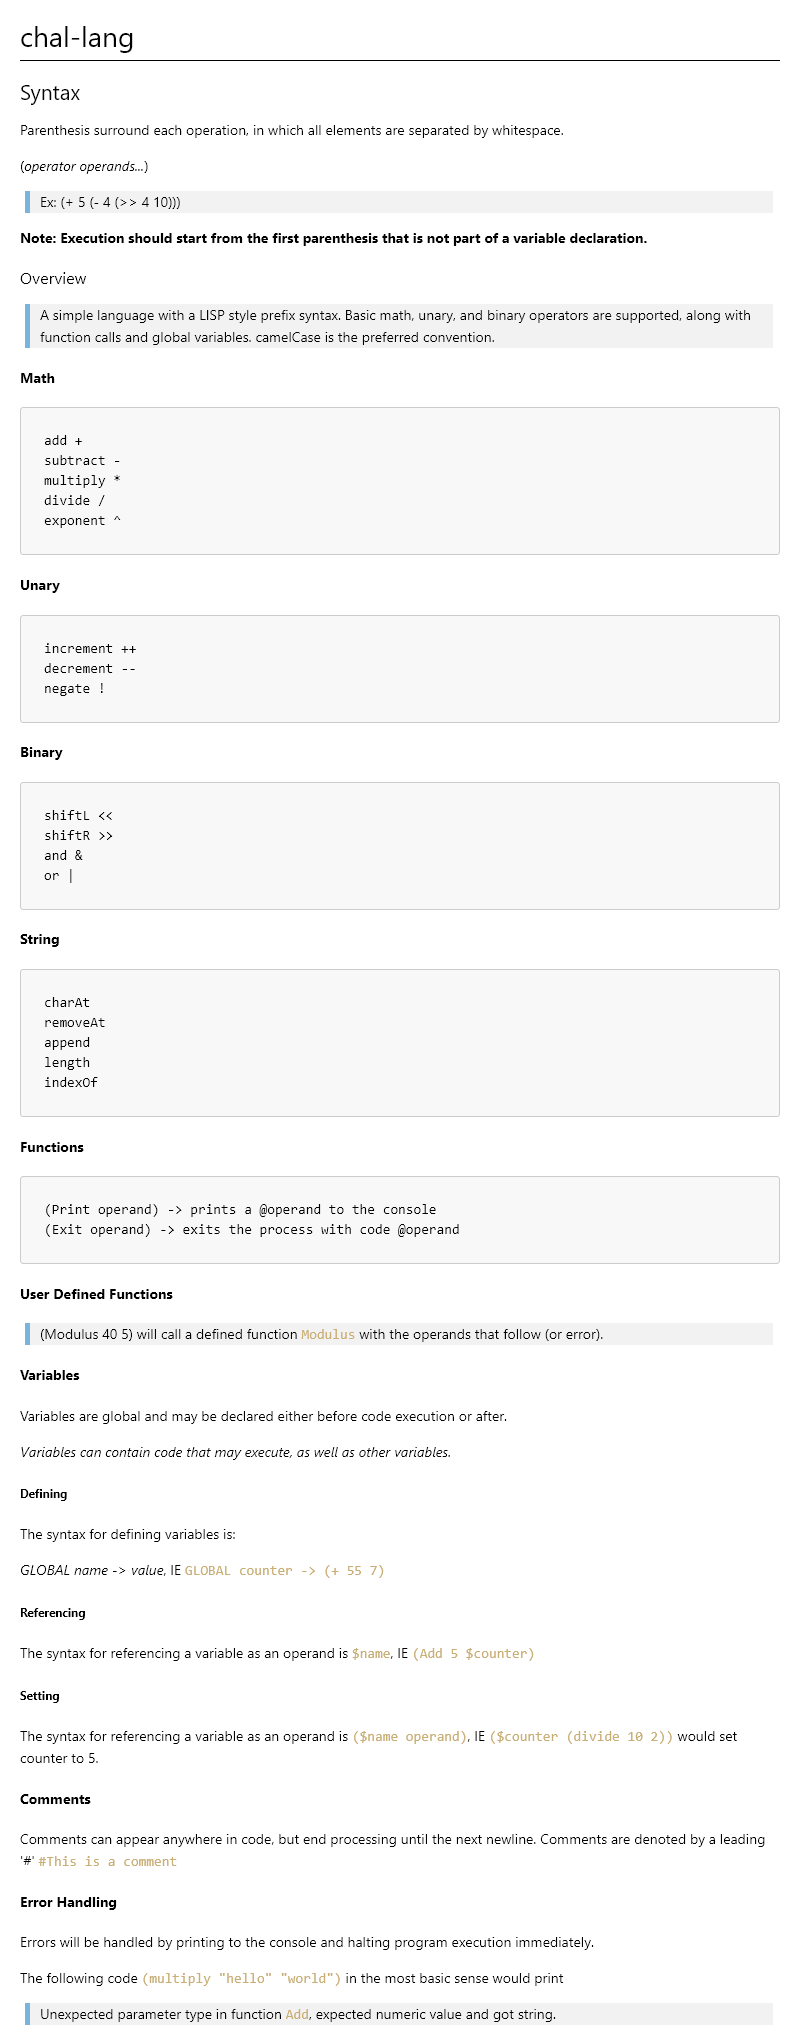 chal-lang
Syntax
Parenthesis surround each operation, in which all elements are separated by whitespace.
(operator operands...)
Ex: (+ 5 (- 4 (>> 4 10)))
Note: Execution should start from the first parenthesis that is not part of a variable declaration.
Overview
A simple language with a LISP style prefix syntax. Basic math, unary, and binary operators are supported, along with
function calls and global variables. camelCase is the preferred convention.
Math
add +
subtract -
multiply *
divide /
exponent ^
Unary
increment ++
decrement --
negate !
Binary
shiftL <<
shiftR >>
and &
or |
String
charAt
removeAt
append
length
indexOf
Functions
(Print operand) -> prints a @operand to the console
(Exit operand) -> exits the process with code @operand
User Defined Functions
(Modulus 40 5) will call a defined function Modulus with the operands that follow (or error).
Variables
Variables are global and may be declared either before code execution or after.
Variables can contain code that may execute, as well as other variables.
Defining
The syntax for defining variables is:
GLOBAL name -> value, IE GLOBAL counter -> (+ 55 7)
Referencing
The syntax for referencing a variable as an operand is $name, IE (Add 5 $counter)
Setting
The syntax for referencing a variable as an operand is ($name operand), IE ($counter (divide 10 2)) would set
counter to 5.
Comments
Comments can appear anywhere in code, but end processing until the next newline. Comments are denoted by a leading
'#' #This is a comment
Error Handling
Errors will be handled by printing to the console and halting program execution immediately.
The following code (multiply "hello" "world") in the most basic sense would print
Unexpected parameter type in function Add, expected numeric value and got string.